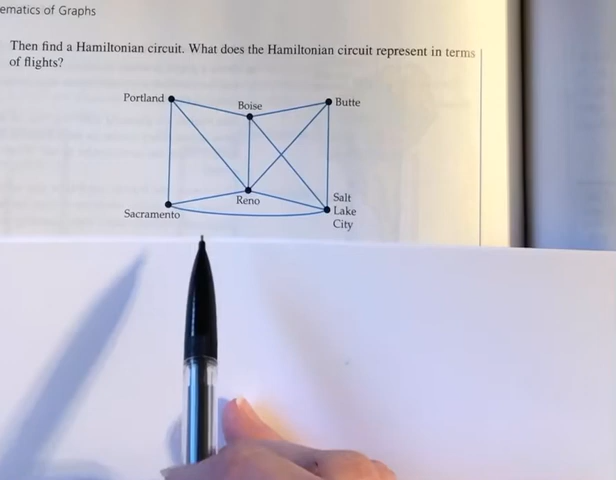 ematics of Graphs
Then find a Hamiltonian circuit. What does the Hamiltonian circuit represent in terms
of flights?
Portland
Boise
Butte
Sacramento
Reno
Salt
Lake
City